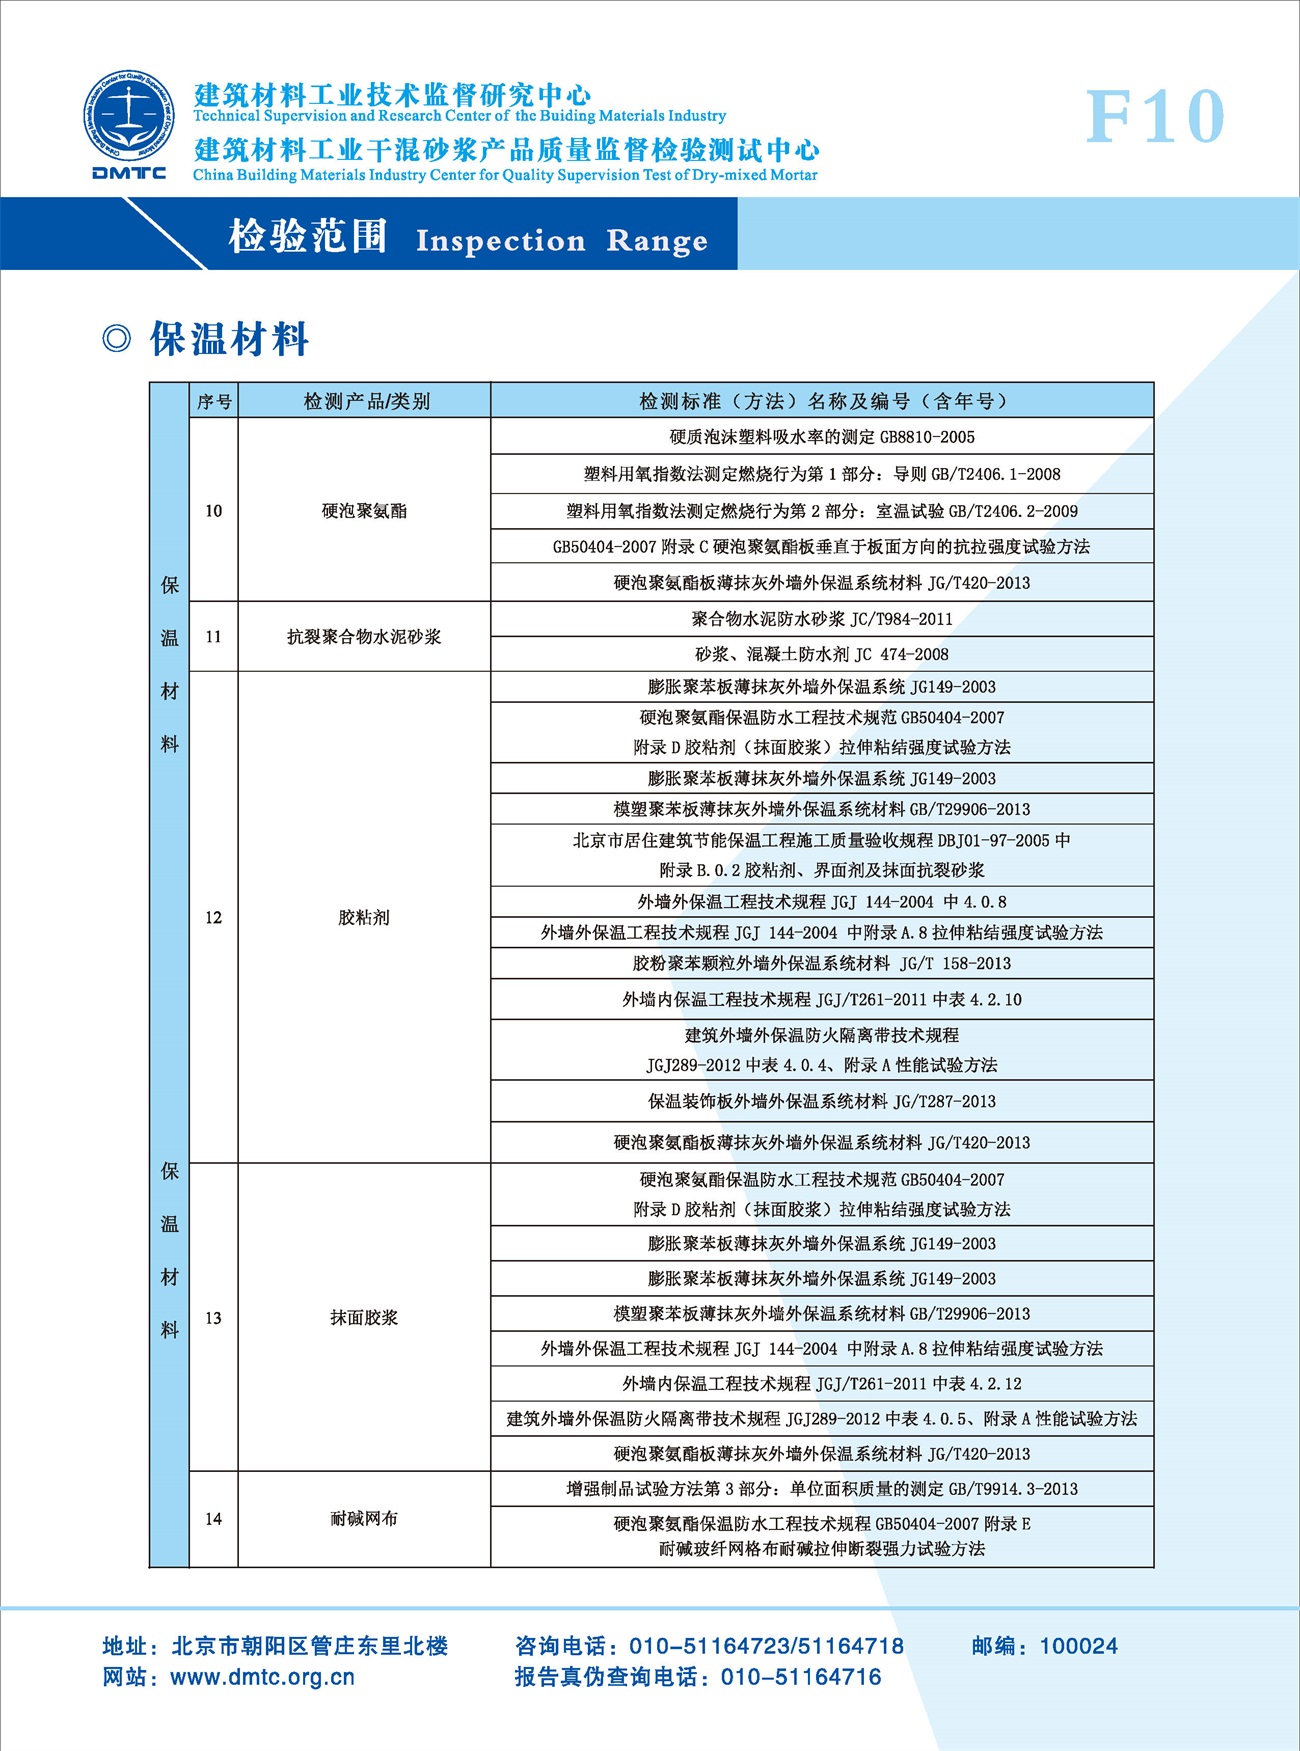 建筑材料工业技术监督研究中心
Technical Supervision and Research Center of the Buiding Materials Industry
建筑材料工业干混砂浆产品质量监督检验测试中心
China Building Materials Industry Center for Quality Supervision Test of Dry-mixed Mortar
DMTC
F10
检验范围 Inspection Range
◎ 保温材料
序号 检测产品/类别 检测标准（方法）名称及编号（含年号）
保温材料
10 硬泡聚氨酯
硬质泡沫塑料吸水率的测定 GB8810-2005
塑料用氧指数法测定燃烧行为第 1 部分：导则 GB/T2406.1-2008
塑料用氧指数法测定燃烧行为第 2 部分：室温试验 GB/T2406.2-2009
GB50404-2007 附录 C 硬泡聚氨酯板垂直于板面方向的抗拉强度试验方法
硬泡聚氨酯板薄抹灰外墙外保温系统材料 JG/T420-2013
11 抗裂聚合物水泥砂浆
聚合物水泥防水砂浆 JC/T984-2011
砂浆、混凝土防水剂 JC 474-2008
12 胶粘剂
膨胀聚苯板薄抹灰外墙外保温系统 JG149-2003
硬泡聚氨酯保温防水工程技术规范 GB50404-2007
附录 D 胶粘剂（抹面胶浆）拉伸粘结强度试验方法
膨胀聚苯板薄抹灰外墙外保温系统 JG149-2003
模塑聚苯板薄抹灰外墙外保温系统材料 GB/T29906-2013
北京市居住建筑节能保温工程施工质量验收规程 DBJ01-97-2005 中
附录 B.0.2 胶粘剂、界面剂及抹面抗裂砂浆
外墙外保温工程技术规程 JGJ 144-2004 中 4.0.8
外墙外保温工程技术规程 JGJ 144-2004 中附录 A.8 拉伸粘结强度试验方法
胶粉聚苯颗粒外墙外保温系统材料 JG/T 158-2013
外墙内保温工程技术规程 JGJ/T261-2011 中表 4.2.10
建筑外墙外保温防火隔离带技术规程
JGJ289-2012 中表 4.0.4、附录 A 性能试验方法
保温装饰板外墙外保温系统材料 JG/T287-2013
硬泡聚氨酯板薄抹灰外墙外保温系统材料 JG/T420-2013
保温材料
13 抹面胶浆
硬泡聚氨酯保温防水工程技术规范 GB50404-2007
附录 D 胶粘剂（抹面胶浆）拉伸粘结强度试验方法
膨胀聚苯板薄抹灰外墙外保温系统 JG149-2003
膨胀聚苯板薄抹灰外墙外保温系统 JG149-2003
模塑聚苯板薄抹灰外墙外保温系统材料 GB/T29906-2013
外墙外保温工程技术规程 JGJ 144-2004 中附录 A.8 拉伸粘结强度试验方法
外墙内保温工程技术规程 JGJ/T261-2011 中表 4.2.12
建筑外墙外保温防火隔离带技术规程 JGJ289-2012 中表 4.0.5、附录 A 性能试验方法
硬泡聚氨酯板薄抹灰外墙外保温系统材料 JG/T420-2013
14 耐碱网布
增强制品试验方法第 3 部分：单位面积质量的测定 GB/T9914.3-2013
硬泡聚氨酯保温防水工程技术规程 GB50404-2007 附录 E
耐碱玻纤网格布耐碱拉伸断裂强力试验方法
地址：北京市朝阳区管庄东里北楼 咨询电话：010-51164723/51164718 邮编：100024
网站：www.dmtc.org.cn 报告真伪查询电话：010-51164716